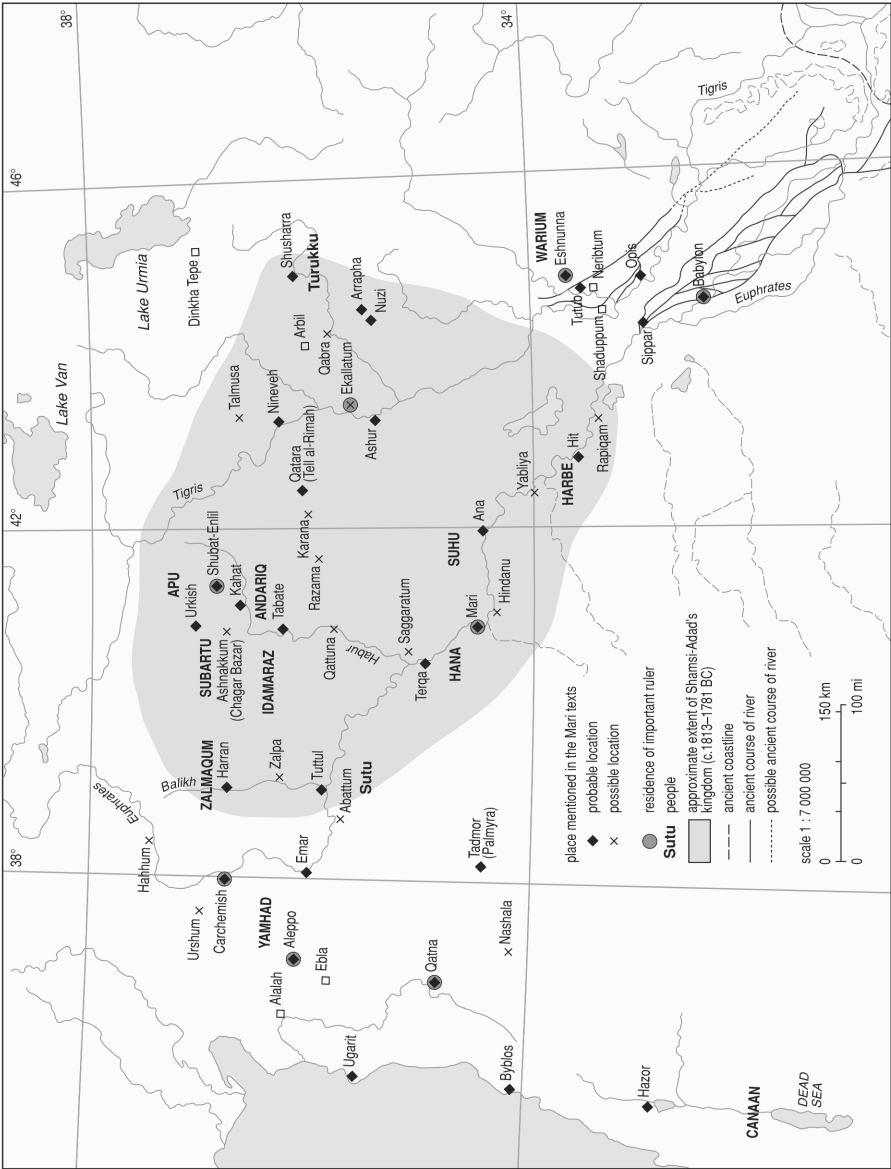 38°
42°
46°
38°
34°
Lake Van
Lake Urmia
Dinkha Tepe
Euphrates
Hahhum
Urshum
Carchemish
YAMHAD
Aleppo
Alalah
Ebla
Emar
Ugarit
Qatna
Byblos
Nashala
Tadmor
(Palmyra)
Hazor
CANAAN
DEAD
SEA
Balikh
ZALMAQUM
Harran
Zalpa
Tuttul
Abattum
Sutu
APU
Urkish
Shubat-Enlil
SUBARTU
Ashnakkum
(Chagar Bazar)
Kahat
ANDARIQ
IDAMARAZ
Tabate
Qattuna
Habur
Saggaratum
Terqa
HANA
Mari
Hindanu
SUHU
Ana
Yabliya
HARBE
Hit
Rapiqam
Tigris
Talmusa
Nineveh
Qatara
(Tell al-Rimah)
Karana
Razama
Ekallatum
Ashur
Qabra
Arbil
Shusharra
Turukku
Arrapha
Nuzi
WARIUM
Eshnunna
Tutub
Neribtum
Shaduppum
Opis
Sippar
Babylon
Euphrates
Tigris
place mentioned in the Mari texts
probable location
possible location
residence of important ruler
Sutu people
approximate extent of Shamsi-Adad's
kingdom (c.1813–1781 BC)
ancient coastline
ancient course of river
possible ancient course of river
scale 1 : 7 000 000
0 150 km
0 100 mi